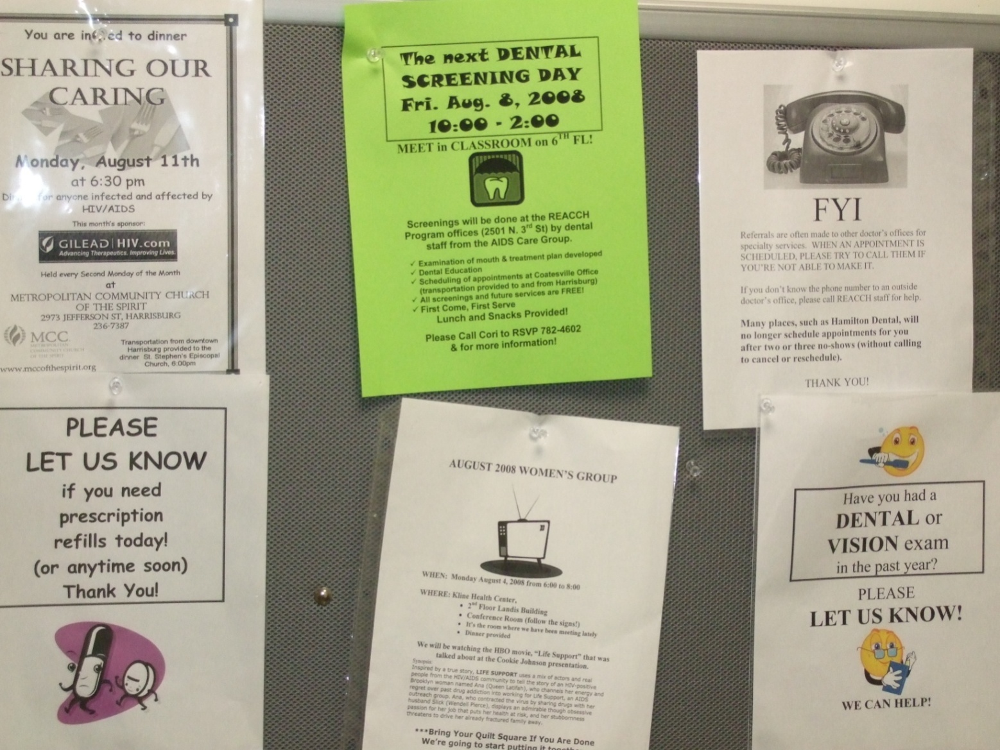 You are to dinner
SHARING OUR
CARING
Monday, August 11th
at 6:30 pm
for anyone infected and affected by
HIV/AIDS
This month's sponsor:
GILEAD | HIV.com
Advancing Therapeutics. Improving Lives.
Held every Second Monday of the Month
at
METROPOLITAN COMMUNITY CHURCH
OF THE SPIRIT
2973 JEFFERSON ST, HARRISBURG
236-7387
MCC
METROPOLITAN
COMMUNITY CHURCH
OF THE SPIRIT
Transportation from downtown
Harrisburg provided to the
dinner St. Stephen's Episcopal
Church, 6:00pm
www.mccofthespirit.org
The next DENTAL
SCREENING DAY
Fri. Aug. 8, 2008
10:00 - 2:00
MEET in CLASSROOM on 6TH FL!
Screenings will be done at the REACCH
Program offices (2501 N. 3rd St) by dental
staff from the AIDS Care Group.
✓ Examination of mouth & treatment plan developed
✓ Dental Education
✓ Scheduling of appointments at Coatesville Office
(transportation provided to and from Harrisburg)
✓ All screenings and future services are FREE!
✓ First Come, First Serve
Lunch and Snacks Provided!
Please Call Cori to RSVP 782-4602
& for more information!
FYI
Referrals are often made to other doctor's offices for
specialty services. WHEN AN APPOINTMENT IS
SCHEDULED, PLEASE TRY TO CALL THEM IF
YOU'RE NOT ABLE TO MAKE IT.
If you don't know the phone number to an outside
doctor's office, please call REACCH staff for help.
Many places, such as Hamilton Dental, will
no longer schedule appointments for you
after two or three no-shows (without calling
to cancel or reschedule).
THANK YOU!
PLEASE
LET US KNOW
if you need
prescription
refills today!
(or anytime soon)
Thank You!
AUGUST 2008 WOMEN'S GROUP
WHEN: Monday August 4, 2008 from 6:00 to 8:00
WHERE: Kline Health Center,
• 2nd Floor Landis Building
• Conference Room (follow the signs!)
• It's the room where we have been meeting lately
• Dinner provided
We will be watching the HBO movie, "Life Support" that was
talked about at the Cookie Johnson presentation.
Synopsis:
Inspired by a true story, LIFE SUPPORT uses a mix of actors and real
people from the HIV/AIDS community to tell the story of an HIV-positive
Brooklyn woman named Ana (Queen Latifah), who channels her energy and
regret over past drug addiction into working for Life Support, an AIDS
outreach group. Ana, who contracted the virus by sharing drugs with her
husband Slick (Wendell Pierce), displays an admirable though obsessive
passion for her job that puts her health at risk, and her stubbornness
threatens to drive her already fractured family away.
***Bring Your Quilt Square If You Are Done
We're going to start putting it
Have you had a
DENTAL or
VISION exam
in the past year?
PLEASE
LET US KNOW!
WE CAN HELP!